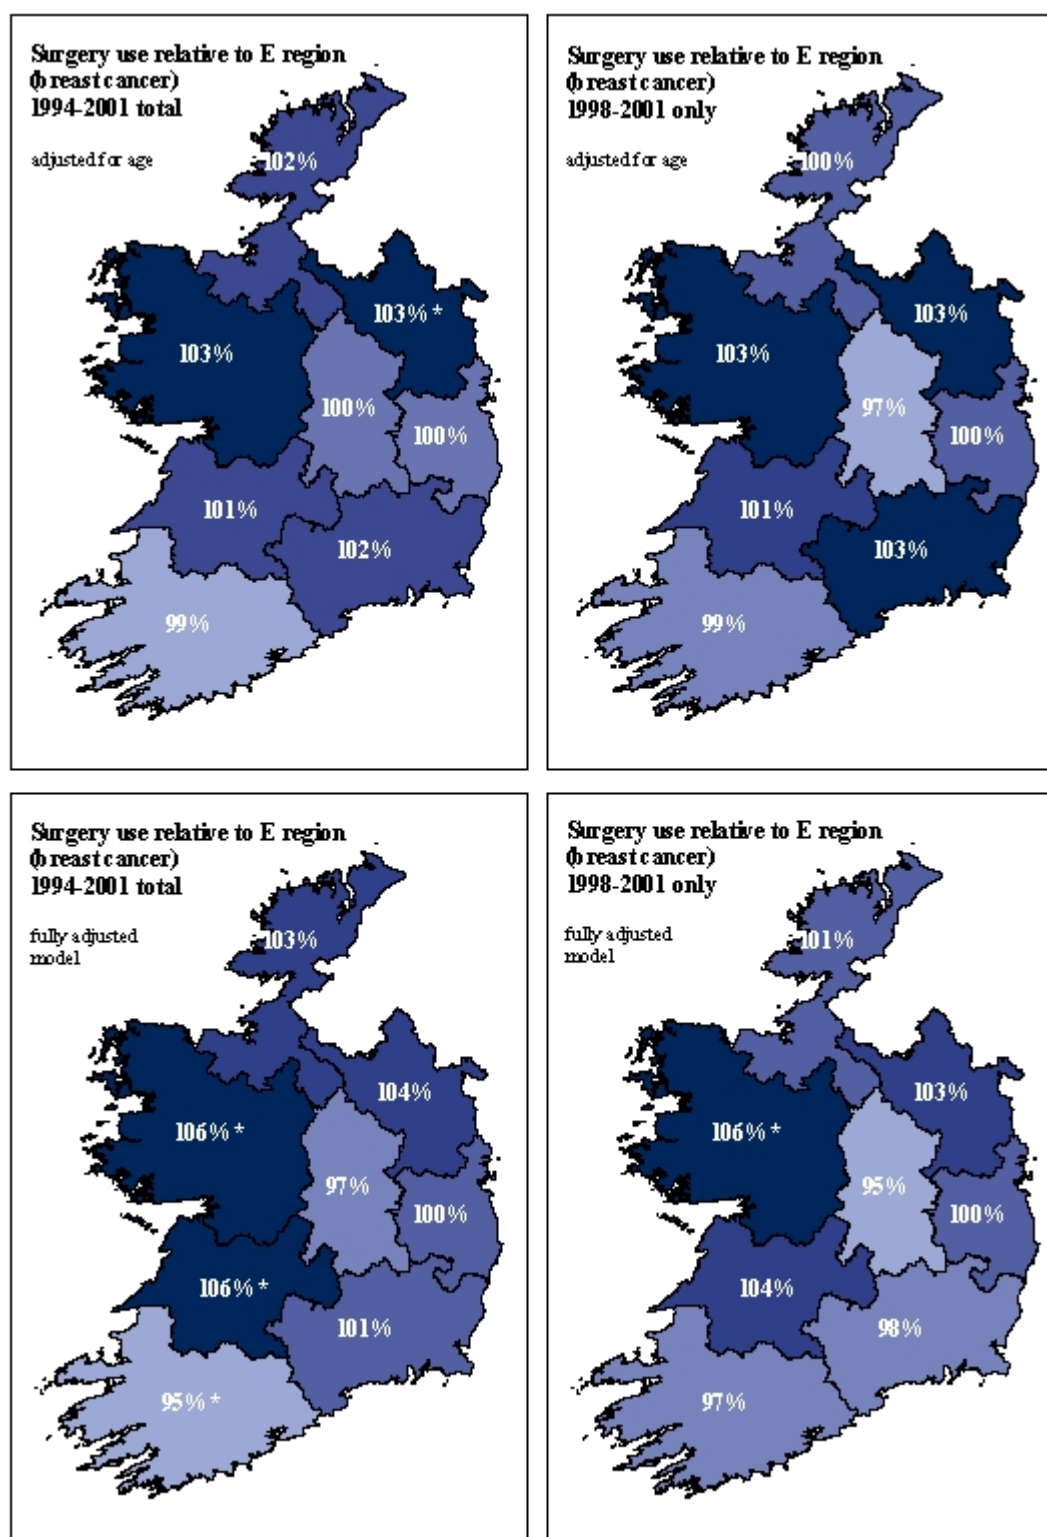 Surgery use relative to E region
(breast cancer)
1994-2001 total
adjusted for age
102%
103% *
103%
100%
100%
101%
102%
99%
Surgery use relative to E region
(breast cancer)
1998-2001 only
adjusted for age
100%
103%
103%
97%
100%
101%
103%
99%
Surgery use relative to E region
(breast cancer)
1994-2001 total
fully adjusted
model
103%
104%
106% *
97%
100%
106% *
101%
95% *
Surgery use relative to E region
(breast cancer)
1998-2001 only
fully adjusted
model
101%
103%
106% *
95%
100%
104%
98%
97%